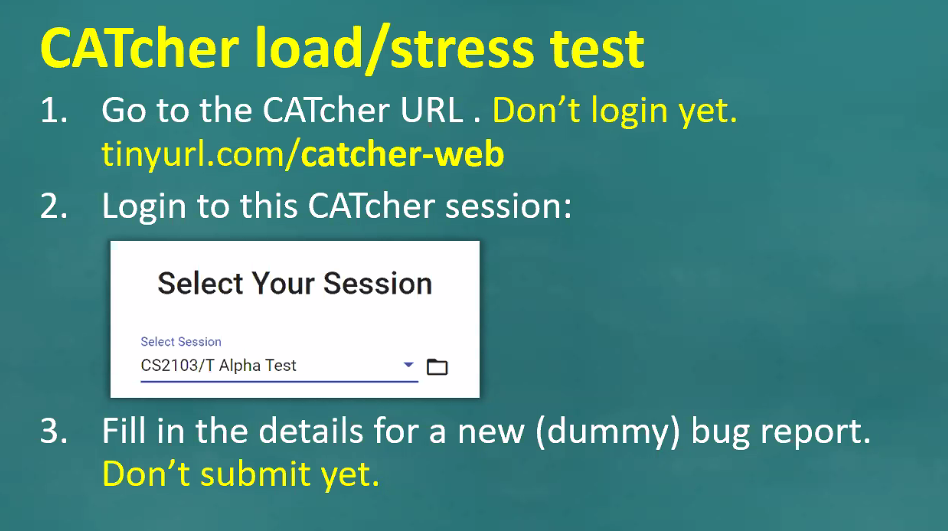 CATcher load/stress test
1. Go to the CATcher URL . Don't login yet.
tinyurl.com/catcher-web
2. Login to this CATcher session:
Select Your Session
Select Session
CS2103/T Alpha Test
3. Fill in the details for a new (dummy) bug report.
Don't submit yet.